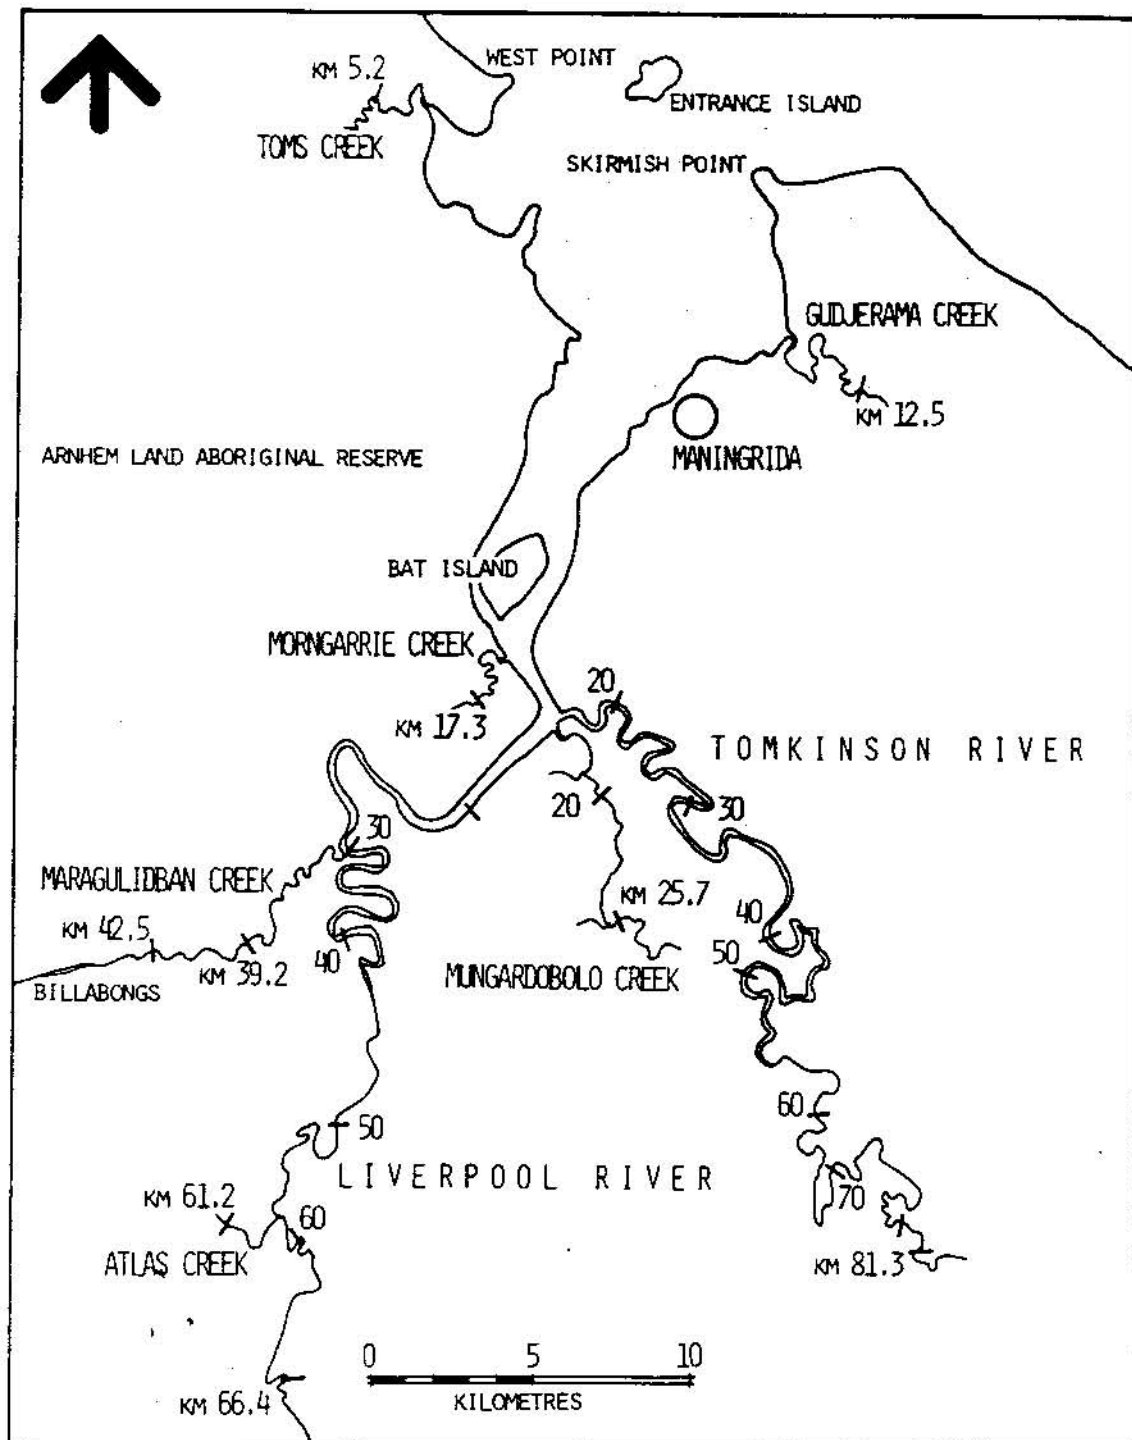 WEST POINT
KM 5.2
ENTRANCE ISLAND
TOMS CREEK
SKIRMISH POINT
GUDJERAMA CREEK
KM 12.5
ARNHEM LAND ABORIGINAL RESERVE
MANINGRIDA
BAT ISLAND
MORNGARRIE CREEK
20
KM 17.3
TOMKINSON RIVER
20
30
30
MARAGULIDBAN CREEK
KM 25.7
40
KM 42.5
40
50
KM 39.2
MUNGARDOBOLO CREEK
BILLABONGS
60
50
LIVERPOOL RIVER
70
KM 61.2
60
ATLAS CREEK
KM 81.3
0 5 10
KILOMETRES
KM 66.4